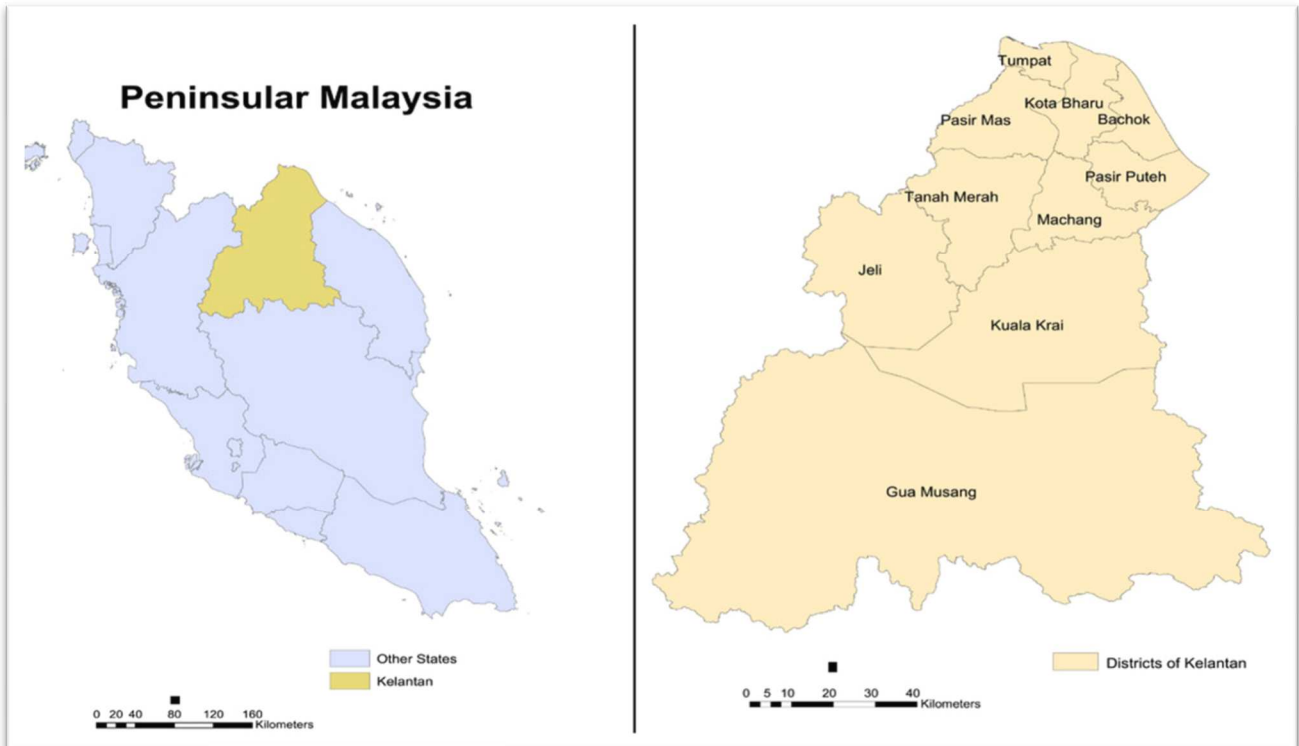 Peninsular Malaysia
Other States
Kelantan
0 20 40 80 120 160
Kilometers
Tumpat
Kota Bharu
Pasir Mas
Bachok
Pasir Puteh
Tanah Merah
Machang
Jeli
Kuala Krai
Gua Musang
Districts of Kelantan
0 5 10 20 30 40
Kilometers